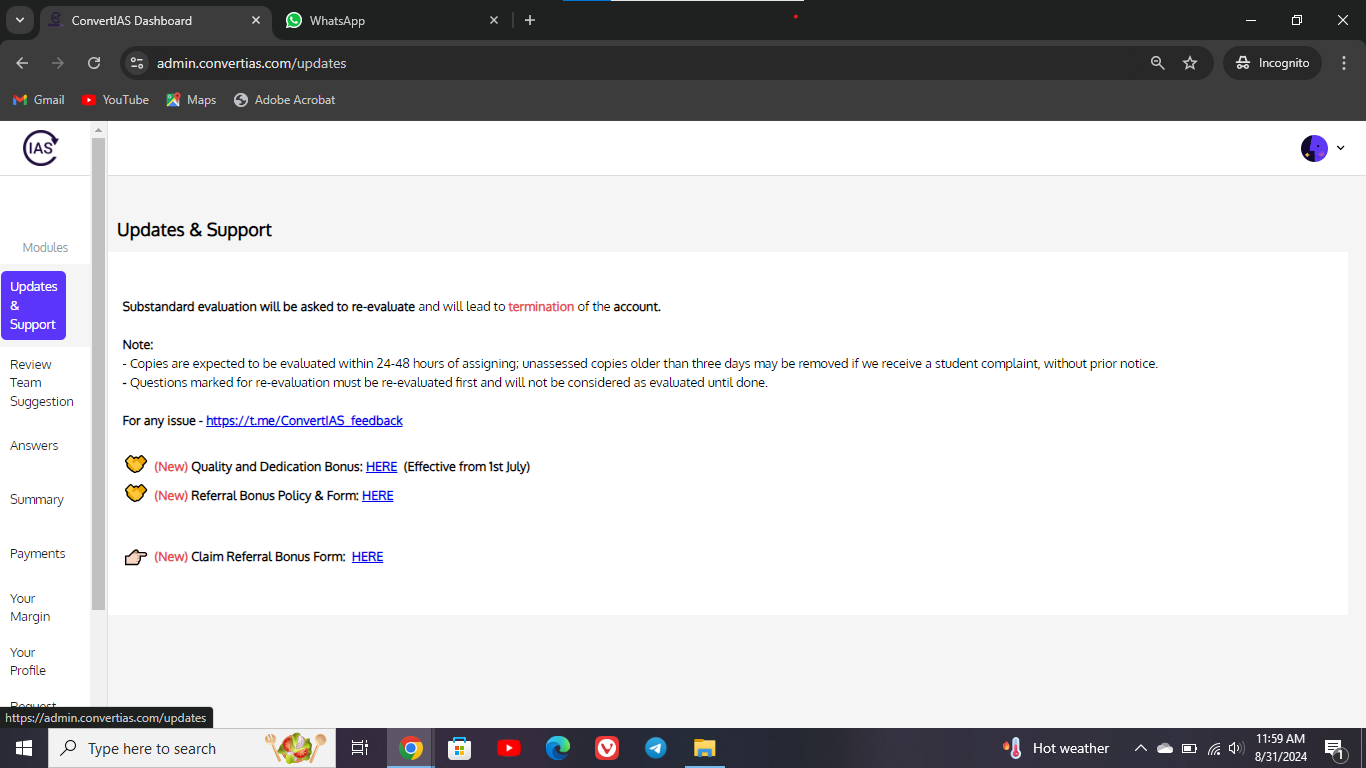 ConvertIAS Dashboard
WhatsApp
admin.convertias.com/updates
Incognito
Gmail
YouTube
Maps
Adobe Acrobat
IAS
Modules
Updates
&
Support
Review
Team
Suggestion
Answers
Summary
Payments
Your
Margin
Your
Profile
Request
Updates & Support
Substandard evaluation will be asked to re-evaluate and will lead to termination of the account.
Note:
- Copies are expected to be evaluated within 24-48 hours of assigning; unassessed copies older than three days may be removed if we receive a student complaint, without prior notice.
- Questions marked for re-evaluation must be re-evaluated first and will not be considered as evaluated until done.
For any issue - https://t.me/ConvertIAS_feedback
(New) Quality and Dedication Bonus: HERE (Effective from 1st July)
(New) Referral Bonus Policy & Form: HERE
(New) Claim Referral Bonus Form: HERE
https://admin.convertias.com/updates
Type here to search
Hot weather
11:59 AM
8/31/2024
1